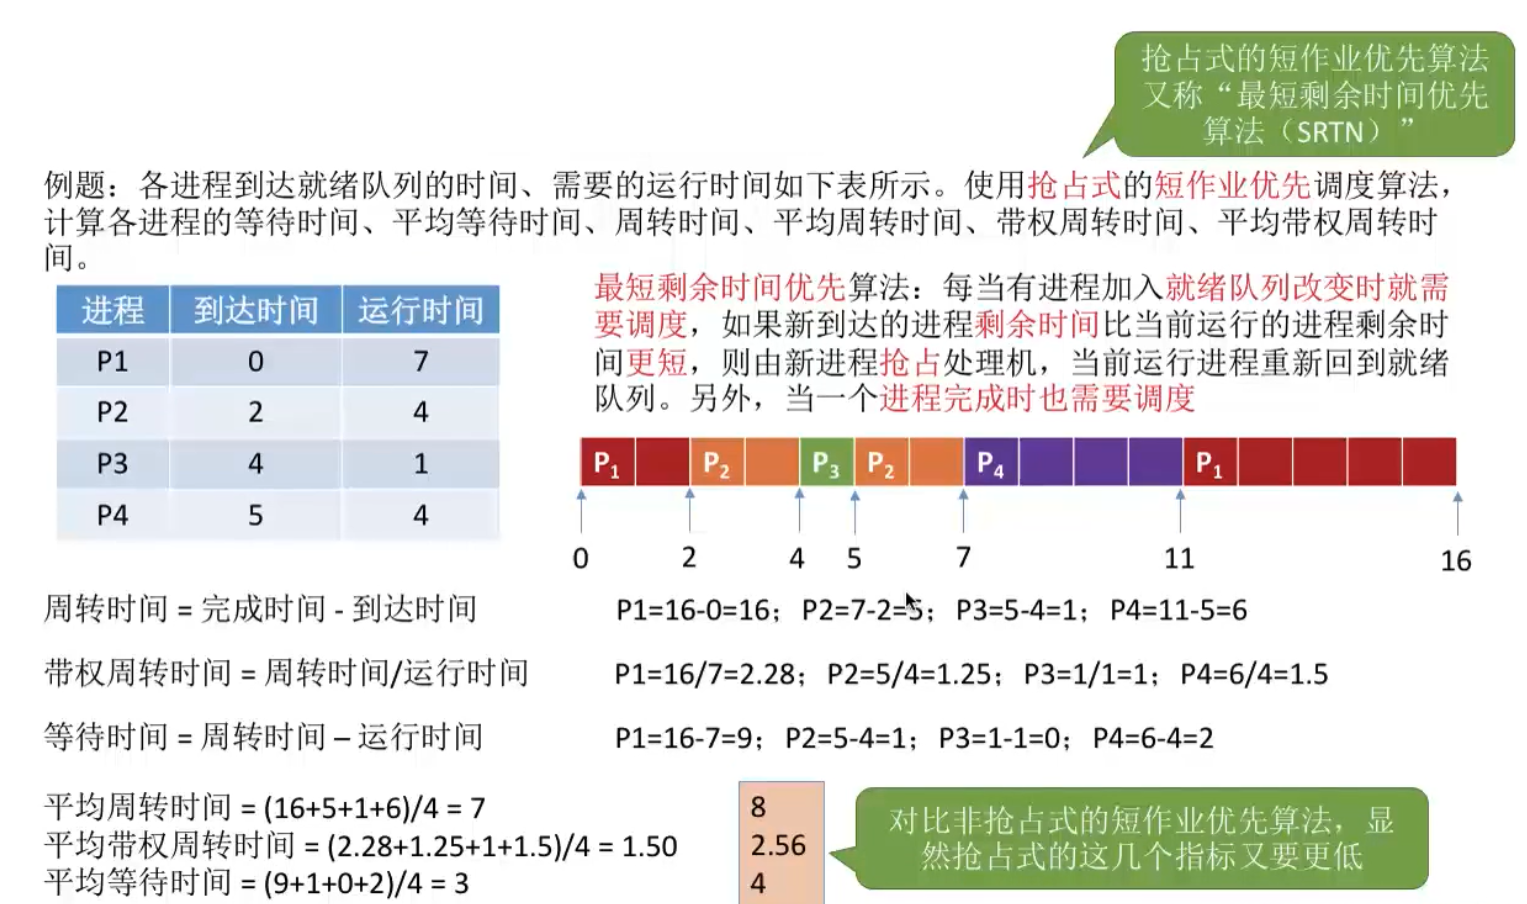 抢占式的短作业优先算法
又称“最短剩余时间优先
算法（SRTN）”
例题：各进程到达就绪队列的时间、需要的运行时间如下表所示。使用抢占式的短作业优先调度算法，
计算各进程的等待时间、平均等待时间、周转时间、平均周转时间、带权周转时间、平均带权周转时
间。
进程 到达时间 运行时间
P1 0 7
P2 2 4
P3 4 1
P4 5 4
最短剩余时间优先算法：每当有进程加入就绪队列改变时就需
要调度，如果新到达的进程剩余时间比当前运行的进程剩余时
间更短，则由新进程抢占处理机，当前运行进程重新回到就绪
队列。另外，当一个进程完成时也需要调度
P1 P2 P3 P2 P4 P1
0 2 4 5 7 11 16
周转时间 = 完成时间 - 到达时间
P1=16-0=16；P2=7-2=5；P3=5-4=1；P4=11-5=6
带权周转时间 = 周转时间/运行时间
P1=16/7=2.28；P2=5/4=1.25；P3=1/1=1；P4=6/4=1.5
等待时间 = 周转时间 – 运行时间
P1=16-7=9；P2=5-4=1；P3=1-1=0；P4=6-4=2
平均周转时间 = (16+5+1+6)/4 = 7
平均带权周转时间 = (2.28+1.25+1+1.5)/4 = 1.50
平均等待时间 = (9+1+0+2)/4 = 3
8
2.56
4
对比非抢占式的短作业优先算法，显
然抢占式的这几个指标又要更低